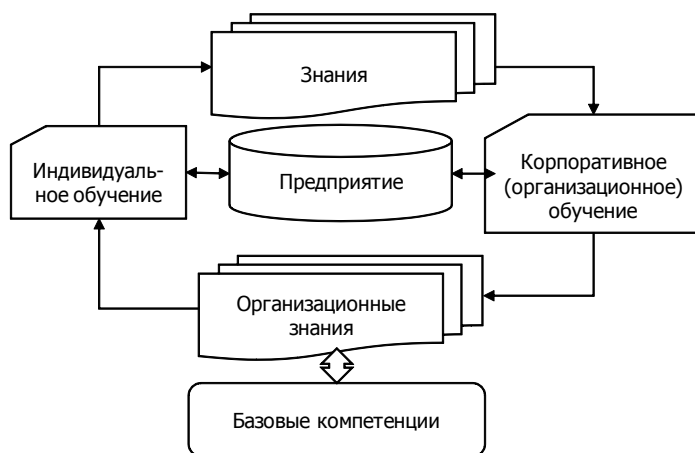 Знания
Индивидуаль-
ное обучение
Предприятие
Корпоративное
(организационное)
обучение
Организационные
знания
Базовые компетенции